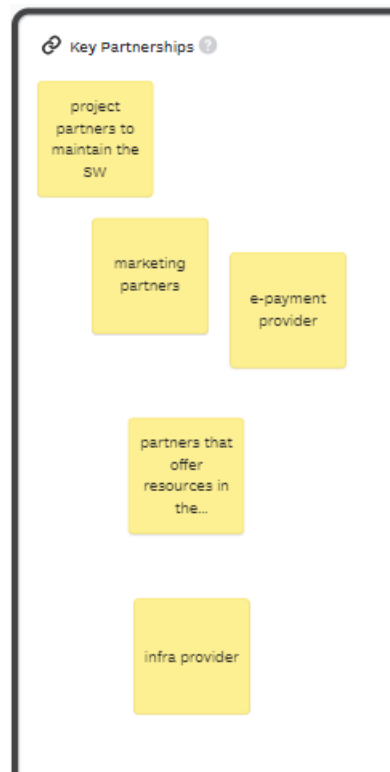 Key Partnerships ?
project
partners to
maintain the
SW
marketing
partners
e-payment
provider
partners that
offer
resources in
the...
infra provider